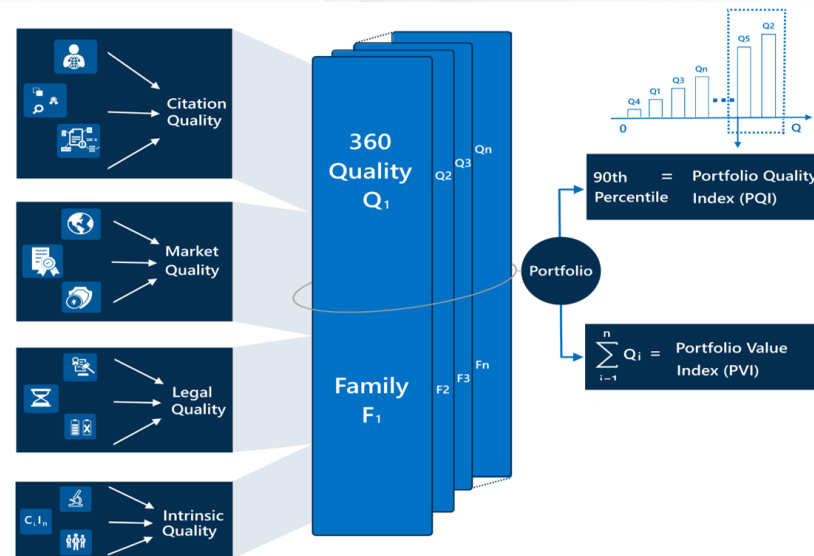 Citation
Quality
Market
Quality
Legal
Quality
C, I n
Intrinsic
Quality
360
Quality
Q1
Family
F1
Q2
Q3
Qn
F2
F3
Fn
Portfolio
Q4
Q1
Q3
Qn
Q5
Q2
0
Q
90th = Portfolio Quality
Percentile Index (PQI)
n
∑ Qi = Portfolio Value
i–1 Index (PVI)